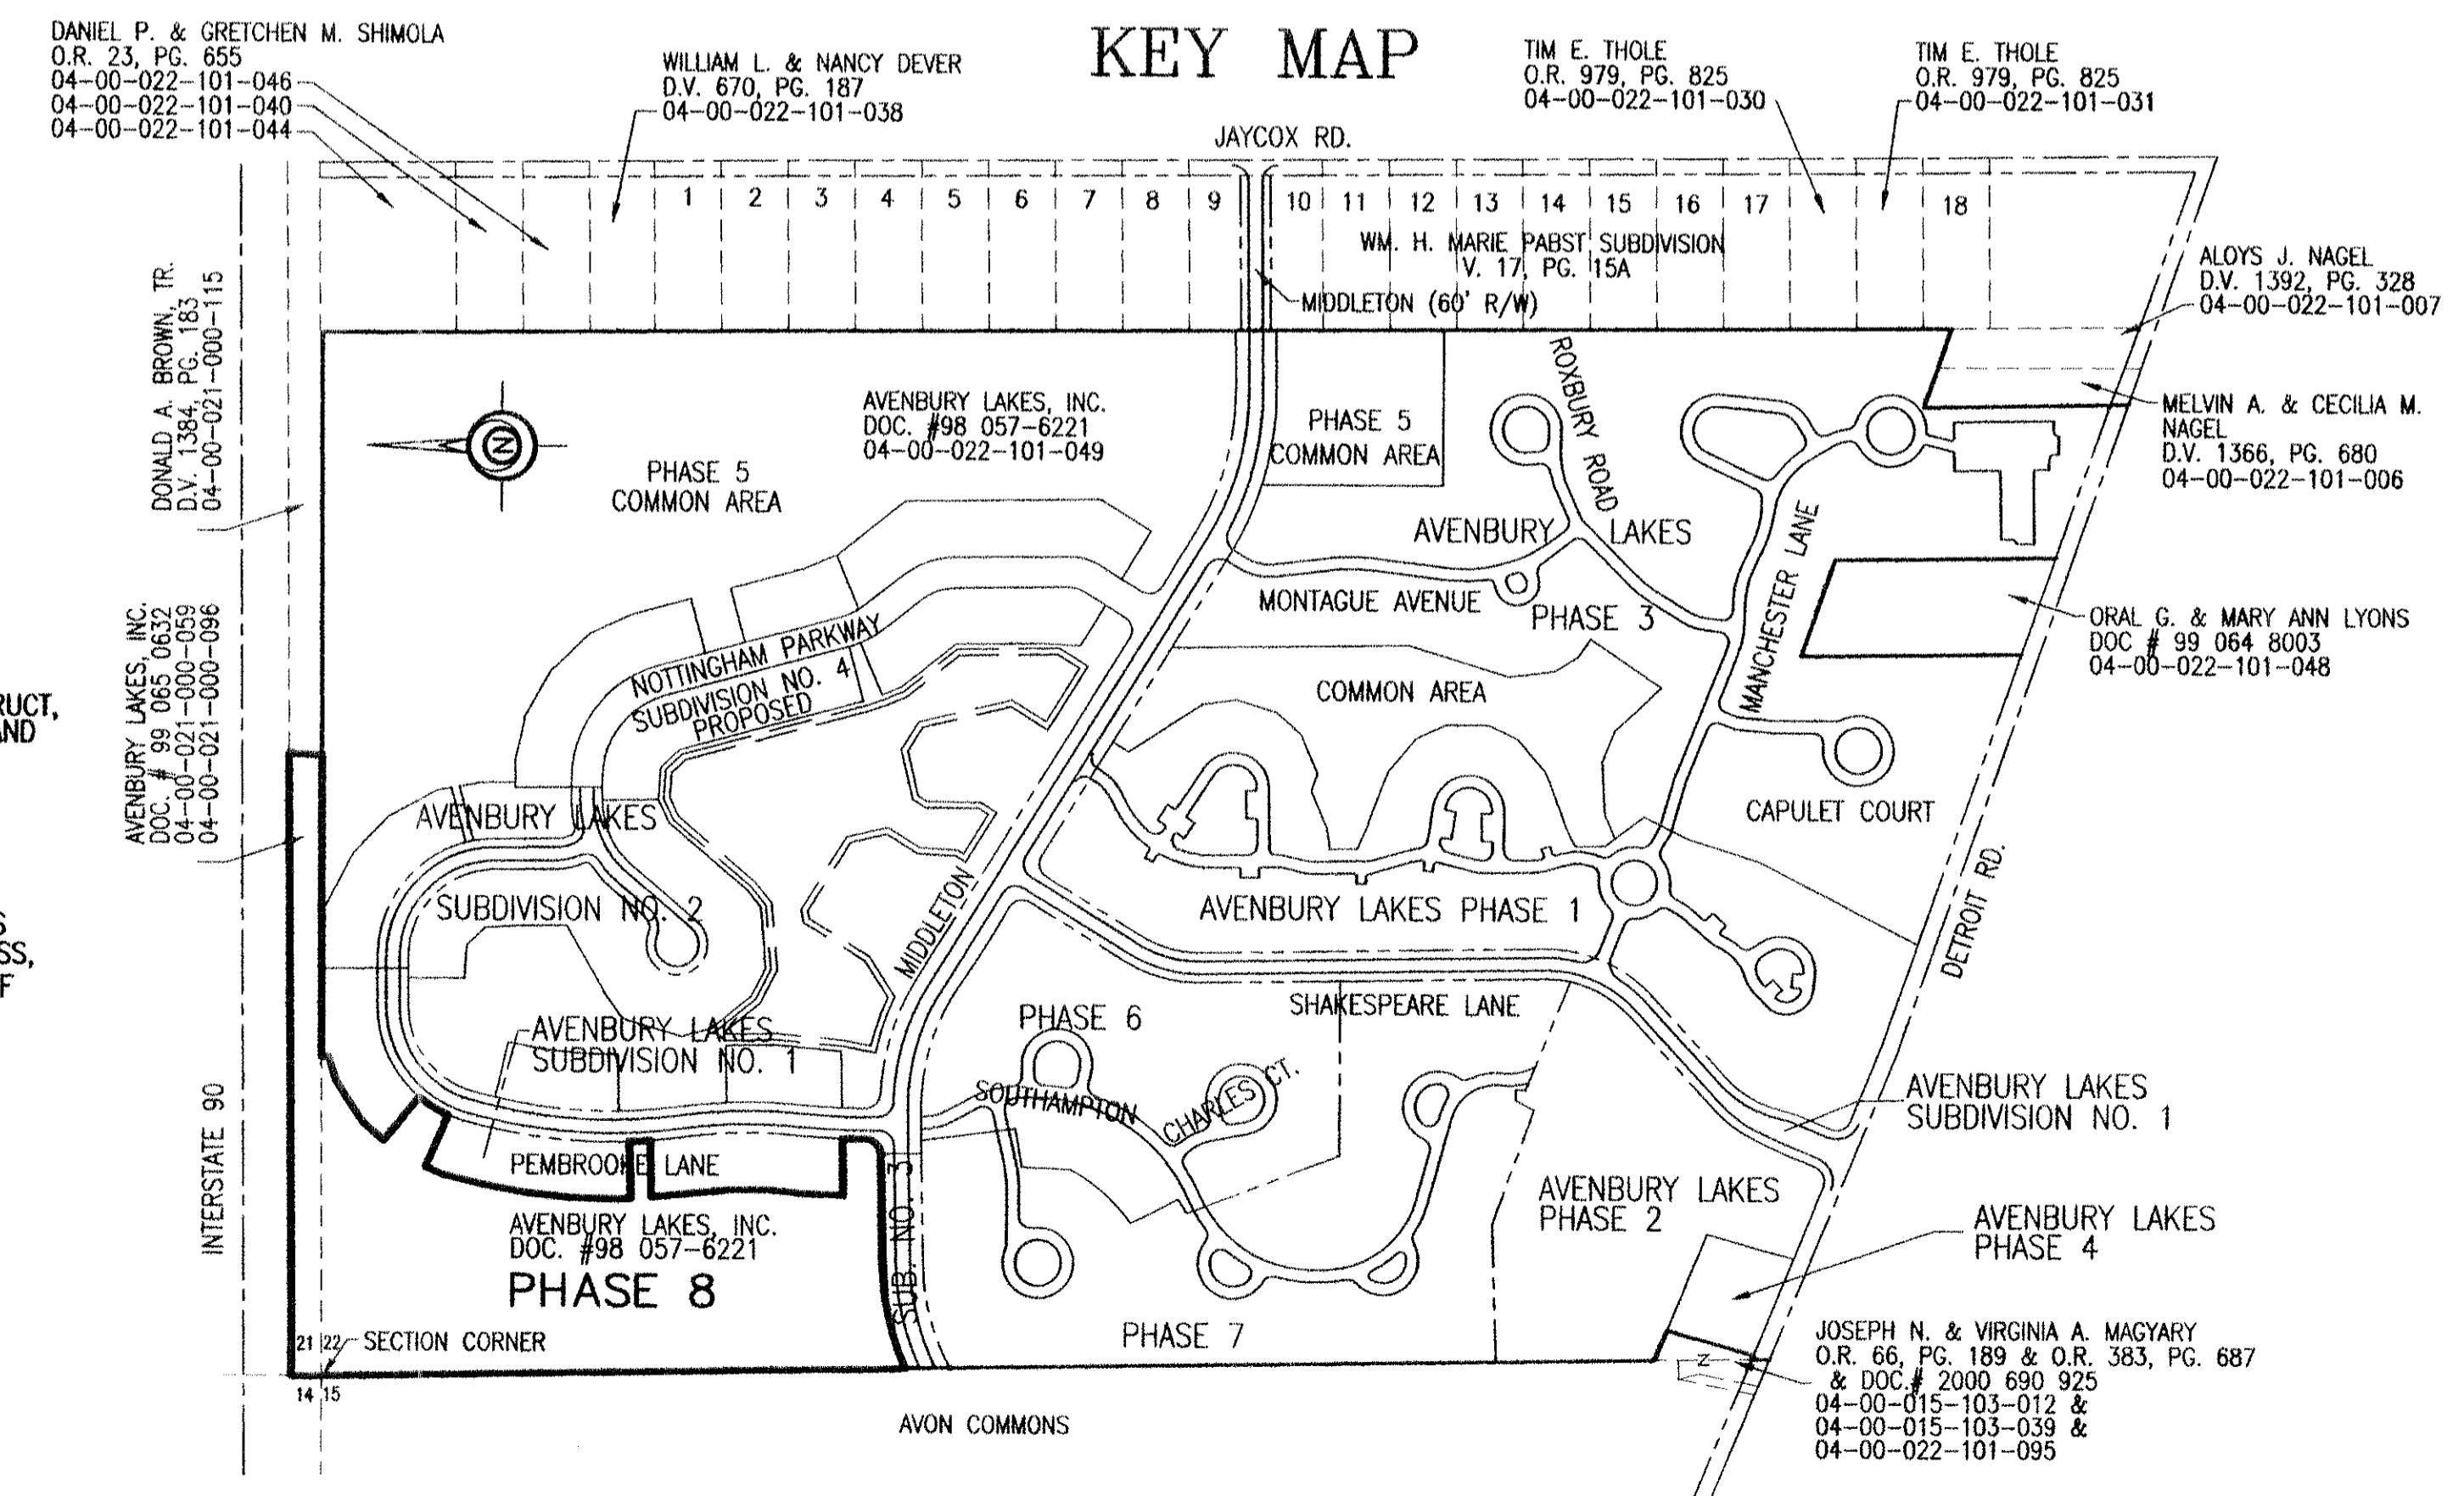 KEY MAP
DANIEL P. & GRETCHEN M. SHIMOLA
O.R. 23, PG. 655
04-00-022-101-046
04-00-022-101-040
04-00-022-101-044
WILLIAM L. & NANCY DEVER
D.V. 670, PG. 187
04-00-022-101-038
TIM E. THOLE
O.R. 979, PG. 825
04-00-022-101-030
TIM E. THOLE
O.R. 979, PG. 825
04-00-022-101-031
JAYCOX RD.
1 2 3 4 5 6 7 8 9 10 11 12 13 14 15 16 17 18
WM. H. MARIE PABST SUBDIVISION
V. 17, PG. 15A
MIDDLETON (60' R/W)
ALOYS J. NAGEL
D.V. 1392, PG. 328
04-00-022-101-007
MELVIN A. & CECILIA M.
NAGEL
D.V. 1366, PG. 680
04-00-022-101-006
DONALD A. BROWN, TR.
D.V. 1384, PG. 183
04-00-021-000-115
AVENBURY LAKES, INC.
DOC. #98 057-6221
04-00-022-101-049
N
PHASE 5
COMMON AREA
PHASE 5
COMMON AREA
ROXBURY ROAD
AVENBURY LAKES
MONTAGUE AVENUE
PHASE 3
MANCHESTER LANE
ORAL G. & MARY ANN LYONS
DOC # 99 064 8003
04-00-022-101-048
AVENBURY LAKES, INC.
DOC. # 99 065 0632
04-00-021-000-059
04-00-021-000-096
NOTTINGHAM PARKWAY
SUBDIVISION NO. 4
PROPOSED
COMMON AREA
RUCT,
AND
CAPULET COURT
AVENBURY LAKES
SUBDIVISION NO. 2
MIDDLETON
AVENBURY LAKES PHASE 1
DETROIT RD.
S
SS,
F
SHAKESPEARE LANE
PHASE 6
AVENBURY LAKES
SUBDIVISION NO. 1
SOUTHAMPTON
CHARLES CT.
AVENBURY LAKES
SUBDIVISION NO. 1
INTERSTATE 90
PEMBROOKE LANE
AVENBURY LAKES, INC.
DOC. #98 057-6221
PHASE 8
SUB. NO. 3
AVENBURY LAKES
PHASE 2
AVENBURY LAKES
PHASE 4
PHASE 7
21 22
SECTION CORNER
14 15
AVON COMMONS
Z
JOSEPH N. & VIRGINIA A. MAGYARY
O.R. 66, PG. 189 & O.R. 383, PG. 687
& DOC.# 2000 690 925
04-00-015-103-012 &
04-00-015-103-039 &
04-00-022-101-095